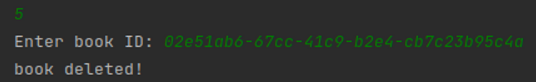 5
Enter book ID: 02e51ab6-67cc-41c9-b2e4-cb7c23b95c4a
book deleted!